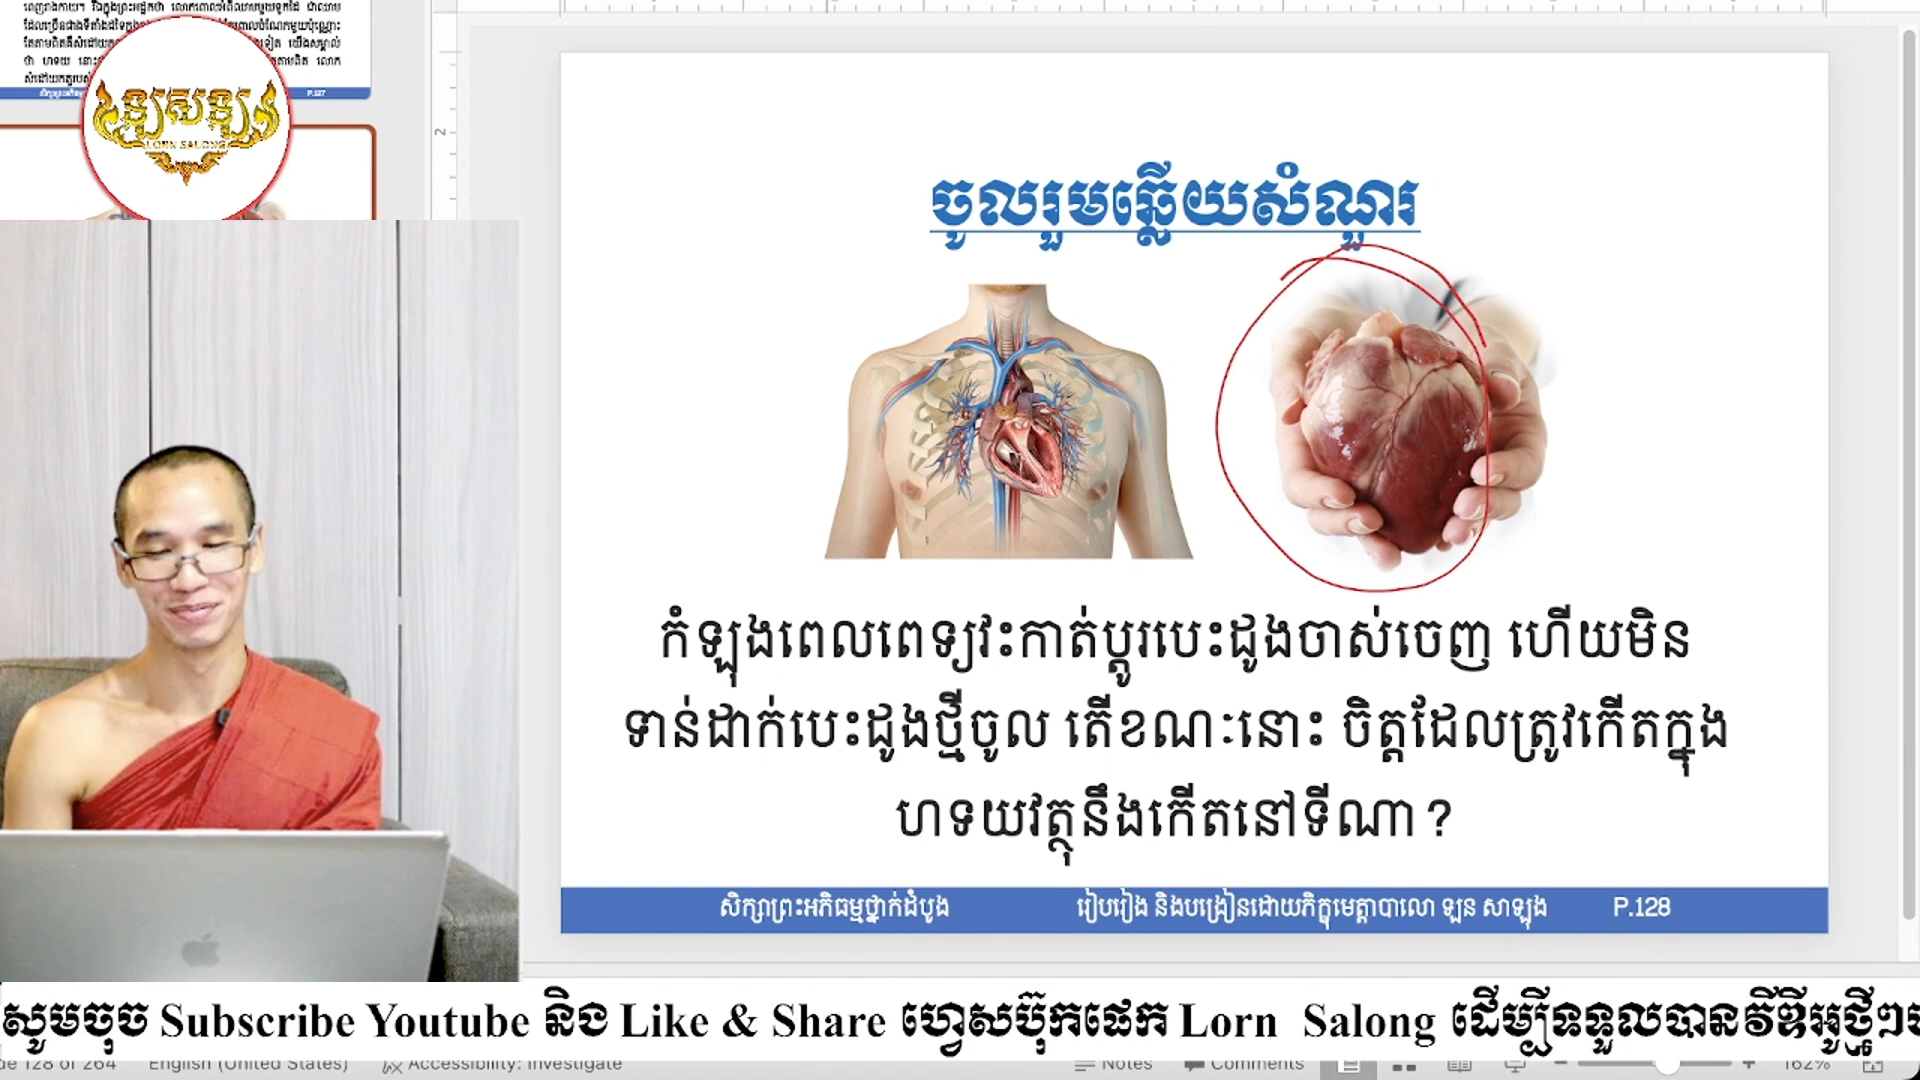 P.127
LORN SALONG
2
ចូលរួមឆ្លើយសំណួរ
កំឡុងពេលពេទ្យវះកាត់ប្តូរបេះដូងចាស់ចេញ ហើយមិន
ទាន់ដាក់បេះដូងថ្មីចូល តើខណៈនោះ ចិត្តដែលត្រូវកើតក្នុង
ហទយវត្ថុនឹងកើតនៅទីណា?
សិក្សាព្រះអភិធម្មថ្នាក់ដំបូង រៀបរៀង និងបង្រៀនដោយភិក្ខុមេត្តាបាលោ ឡន សាឡុង P.128
សូមចុច Subscribe Youtube និង Like & Share ហ្វេសប៊ុកផេក Lorn Salong ដើម្បីទទួលបានវីឌីអូថ្មីៗ
128 of 264 English (United States) Accessibility: Investigate Notes Comments 162%